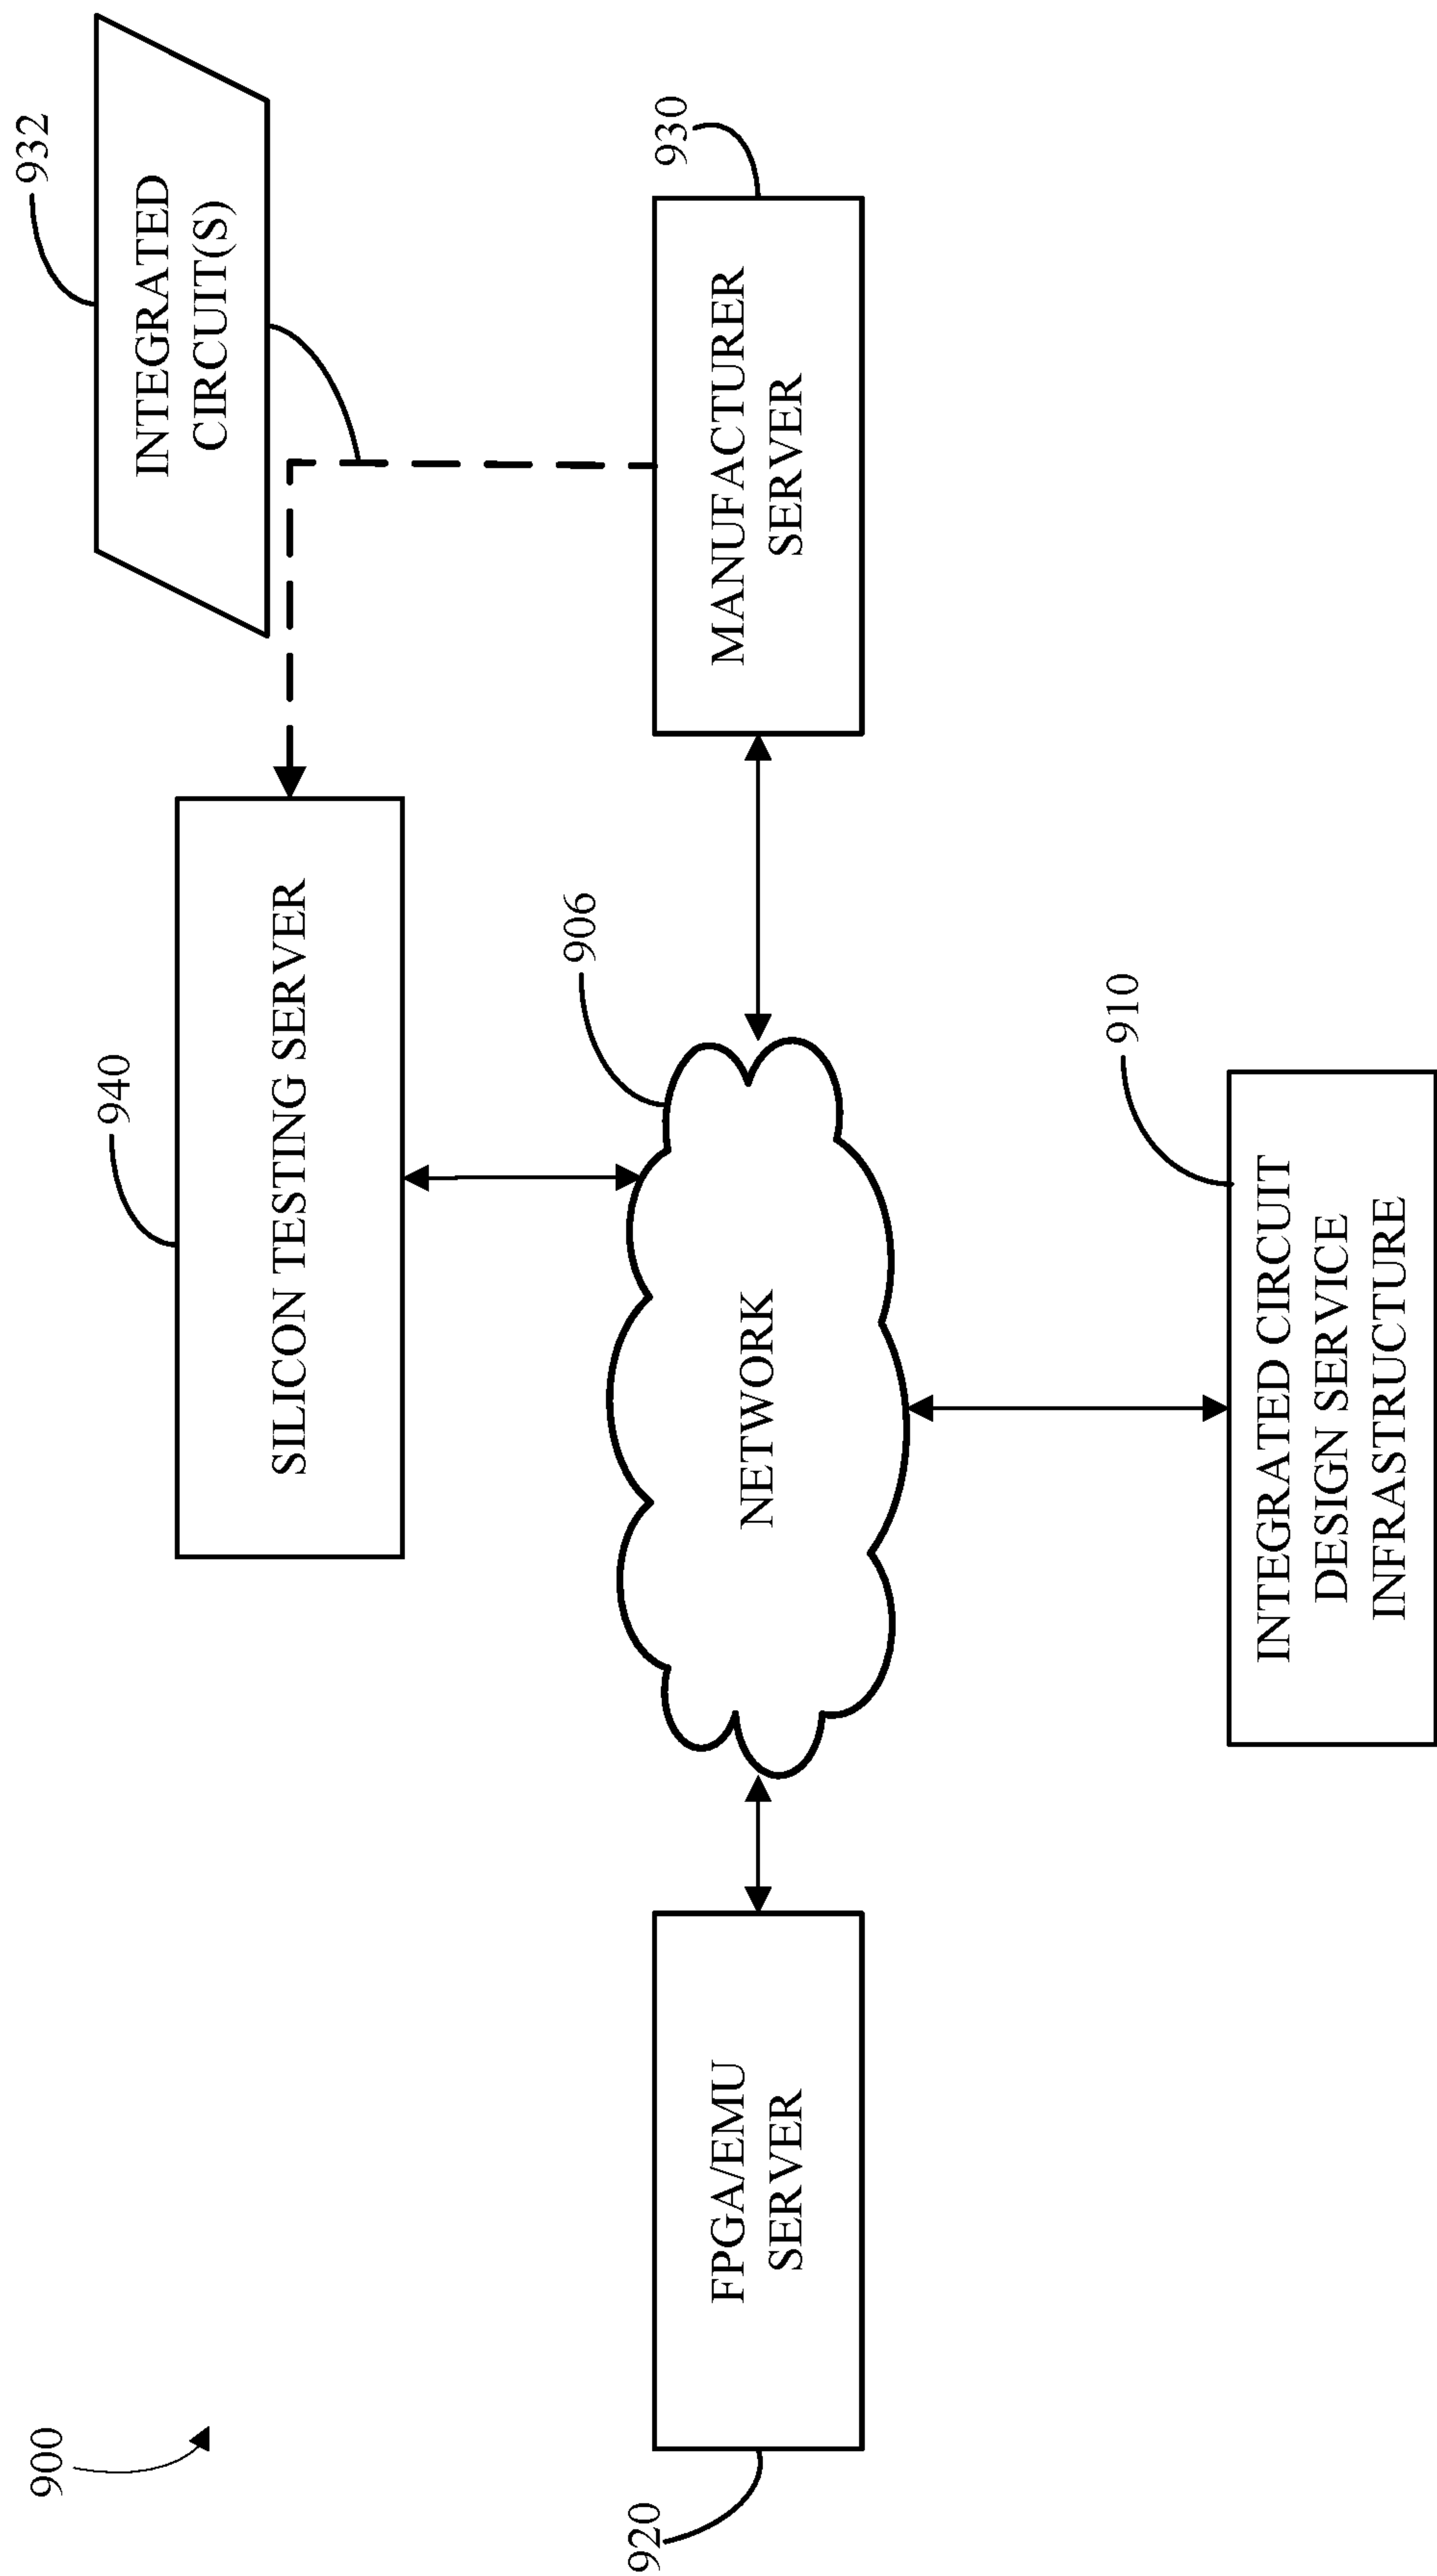 900
932
INTEGRATED
CIRCUIT(S)
940
SILICON TESTING SERVER
906
930
920
FPGA/EMU
SERVER
NETWORK
MANUFACTURER
SERVER
910
INTEGRATED CIRCUIT
DESIGN SERVICE
INFRASTRUCTURE